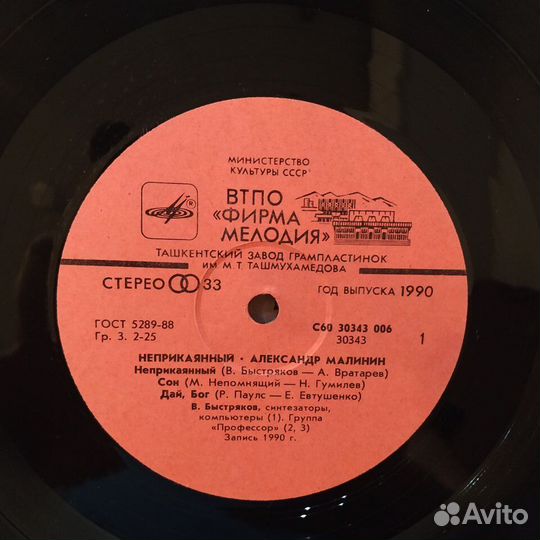 МИНИСТЕРСТВО
КУЛЬТУРЫ СССР
ВТПО
«ФИРМА
МЕЛОДИЯ»
ТАШКЕНТСКИЙ ЗАВОД ГРАМПЛАСТИНОК
ИМ М.Т. ТАШМУХАМЕДОВА
СТЕРЕО 33
ГОД ВЫПУСКА 1990
ГОСТ 5289-88
Гр. 3. 2-25
С60 30343 006
30343
1
НЕПРИКАЯННЫЙ · АЛЕКСАНДР МАЛИНИН
Неприкаянный (В. Быстряков — А. Вратарев)
Сон (М. Непомнящий — Н. Гумилев)
Дай, Бог (Р. Паулс — Е. Евтушенко)
В. Быстряков, синтезаторы,
компьютеры (1). Группа
«Профессор» (2, 3)
Запись 1990 г.
Avito